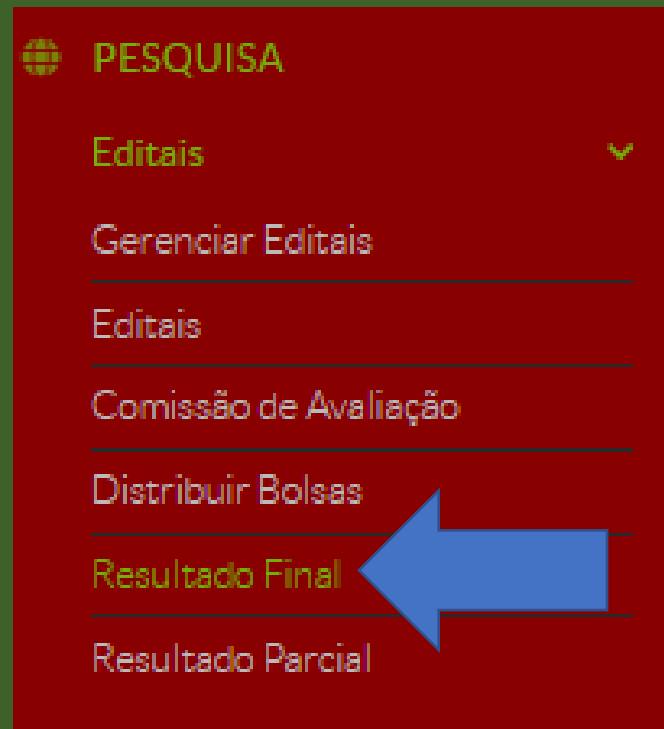 PESQUISA
Editais
Gerenciar Editais
Editais
Comissão de Avaliação
Distribuir Bolsas
Resultado Final
Resultado Parcial